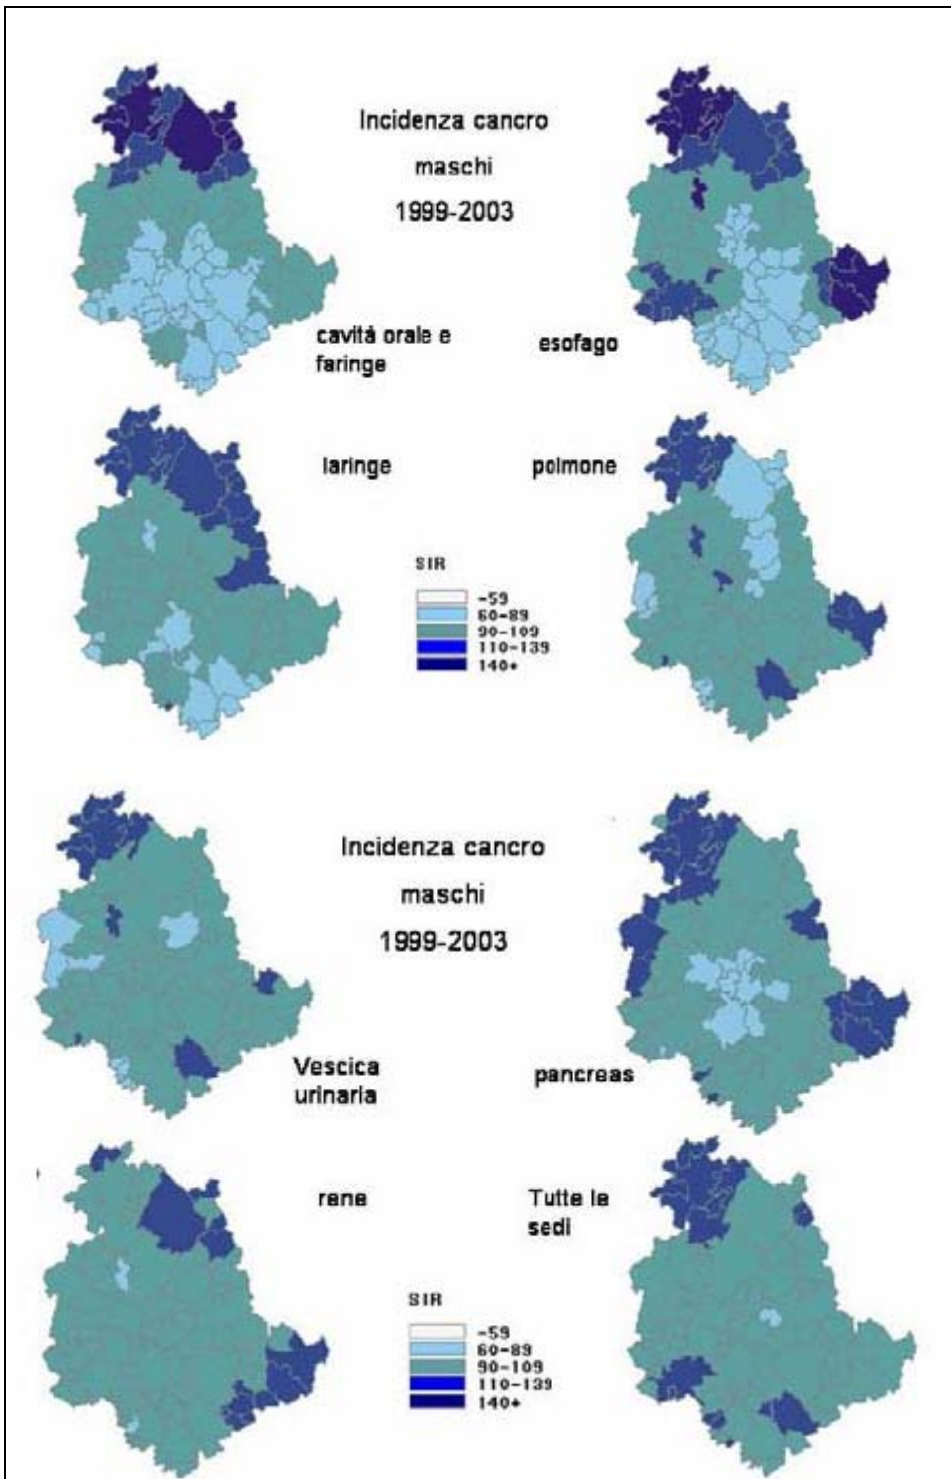 Incidenza cancro
maschi
1999-2003
cavità orale e
faringe
esofago
laringe
polmone
SIR
-59
60-89
90-109
110-139
140+
Incidenza cancro
maschi
1999-2003
Vescica
urinaria
pancreas
rene
Tutte le
sedi
SIR
-59
60-89
90-109
110-139
140+